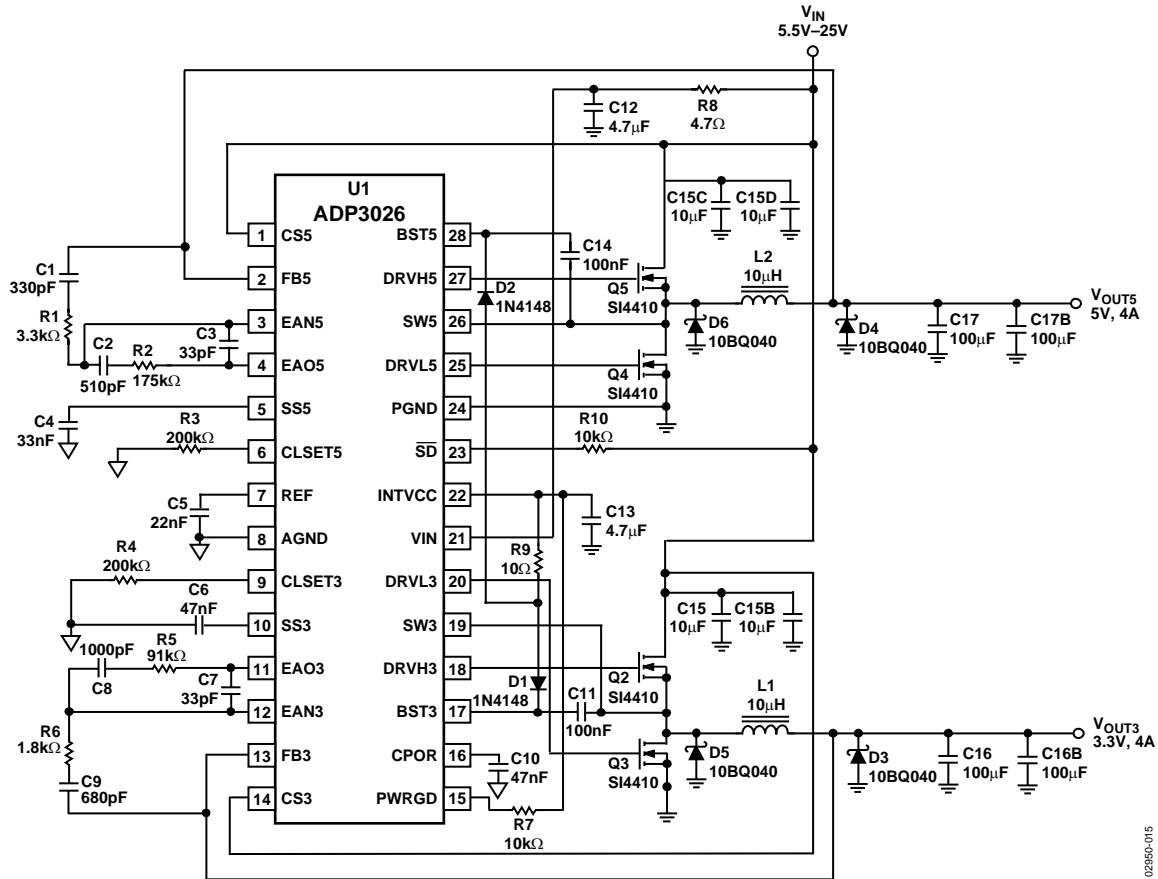 VIN
5.5V–25V
C12
4.7µF
R8
4.7Ω
U1
ADP3026
C15C
10µF
C15D
10µF
1 CS5
BST5 28
C14
100nF
L2
10µH
C1
330pF
2 FB5
DRVH5 27
D2
1N4148
Q5
SI4410
VOUT5
5V, 4A
R1
3.3kΩ
3 EAN5
SW5 26
C3
33pF
D6
10BQ040
D4
10BQ040
C17
100µF
C17B
100µF
C2
510pF
R2
175kΩ
4 EAO5
DRVL5 25
Q4
SI4410
C4
33nF
5 SS5
PGND 24
R3
200kΩ
6 CLSET5
SD 23
R10
10kΩ
7 REF
INTVCC 22
C5
22nF
C13
4.7µF
8 AGND
VIN 21
R9
10Ω
R4
200kΩ
9 CLSET3
DRVL3 20
C6
47nF
10 SS3
SW3 19
C15
10µF
C15B
10µF
1000pF
C8
R5
91kΩ
11 EAO3
DRVH3 18
C7
33pF
Q2
SI4410
D1
1N4148
C11
100nF
L1
10µH
12 EAN3
BST3 17
R6
1.8kΩ
VOUT3
3.3V, 4A
13 FB3
CPOR 16
C10
47nF
Q3
SI4410
D5
10BQ040
D3
10BQ040
C16
100µF
C16B
100µF
C9
680pF
14 CS3
PWRGD 15
R7
10kΩ
02950-015